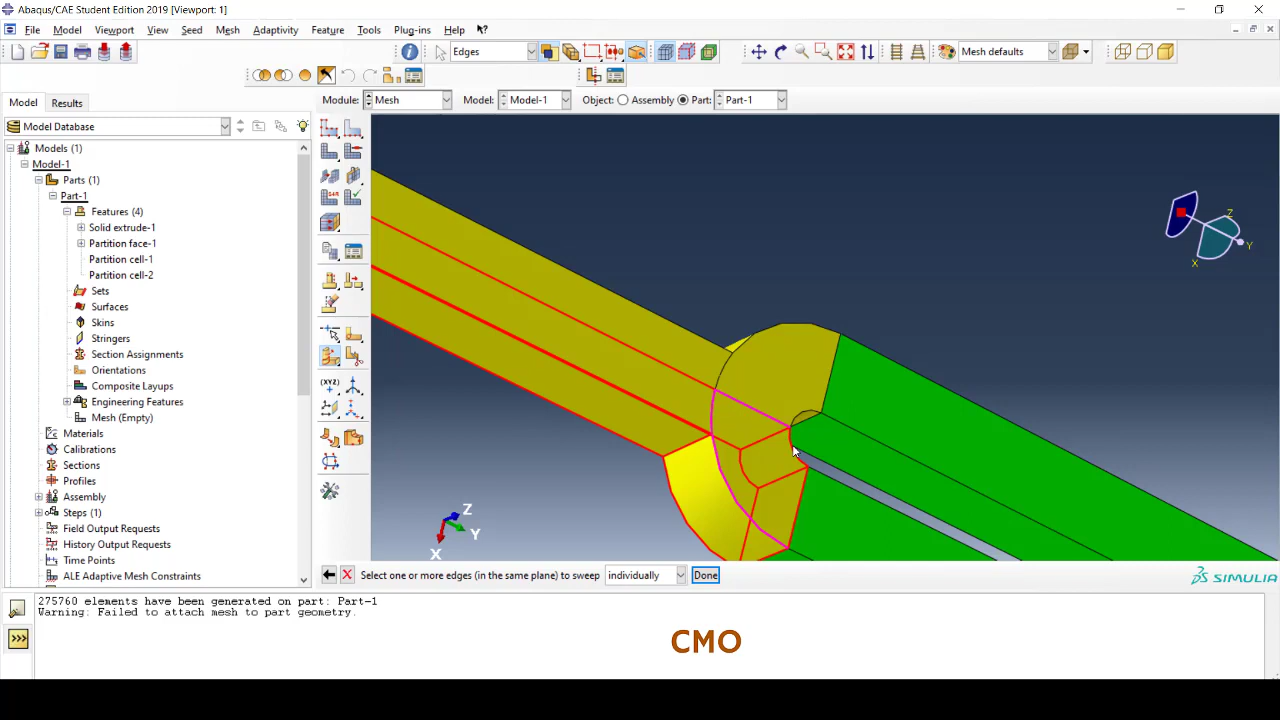 Abaqus/CAE Student Edition 2019 [Viewport: 1]
File Model Viewport View Seed Mesh Adaptivity Feature Tools Plug-ins Help
Edges
Mesh defaults
Model Results
Module: Mesh Model: Model-1 Object: Assembly Part: Part-1
Model Database
Models (1)
Model-1
Parts (1)
Part-1
Features (4)
Solid extrude-1
Partition face-1
Partition cell-1
Partition cell-2
Sets
Surfaces
Skins
Stringers
Section Assignments
Orientations
Composite Layups
Engineering Features
Mesh (Empty)
Materials
Calibrations
Sections
Profiles
Assembly
Steps (1)
Field Output Requests
History Output Requests
Time Points
ALE Adaptive Mesh Constraints
(XYZ)
Z
Y
X
Z
Y
X
Select one or more edges (in the same plane) to sweep individually Done
SIMULIA
275760 elements have been generated on part: Part-1
Warning: Failed to attach mesh to part geometry.
>>>
CMO